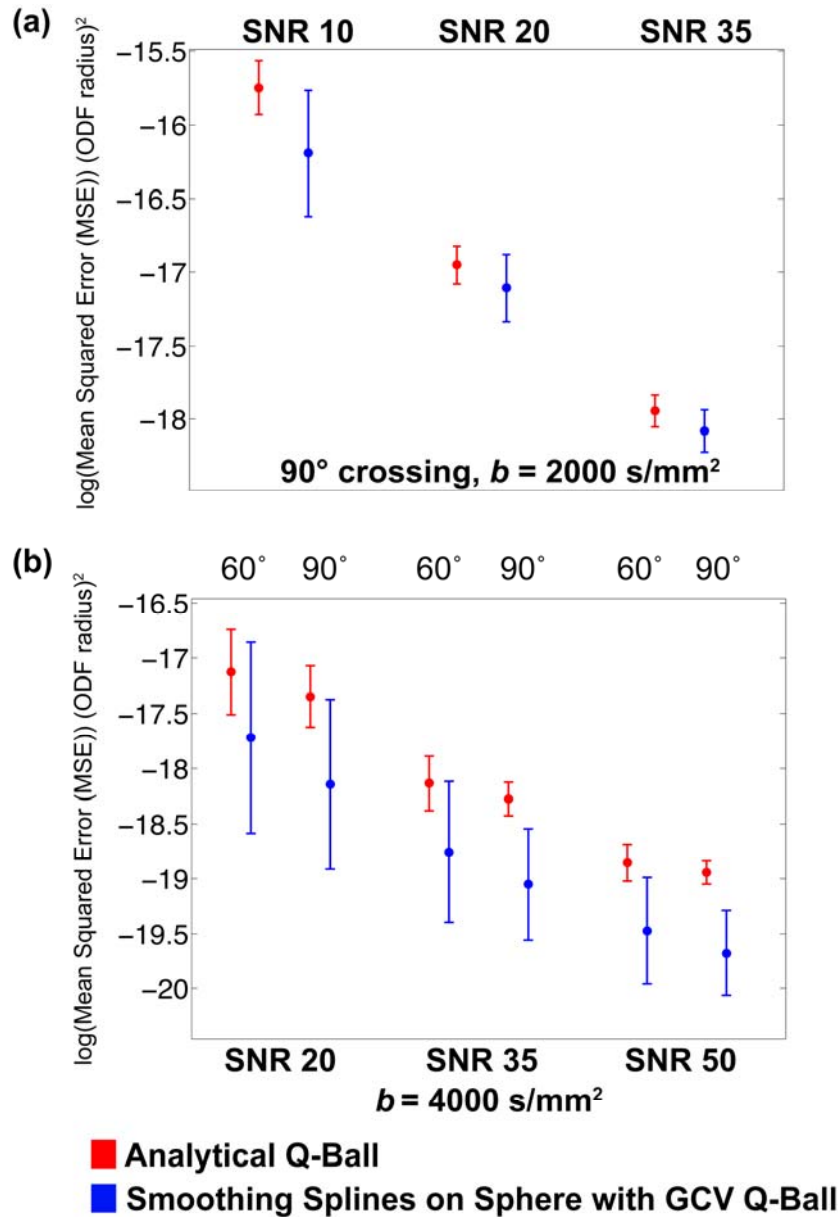 (a)
SNR 10 SNR 20 SNR 35
log(Mean Squared Error (MSE)) (ODF radius)²
−15.5
−16
−16.5
−17
−17.5
−18
90° crossing, b = 2000 s/mm²
(b)
60° 90° 60° 90° 60° 90°
log(Mean Squared Error (MSE)) (ODF radius)²
−16.5
−17
−17.5
−18
−18.5
−19
−19.5
−20
SNR 20 SNR 35 SNR 50
b = 4000 s/mm²
Analytical Q-Ball
Smoothing Splines on Sphere with GCV Q-Ball